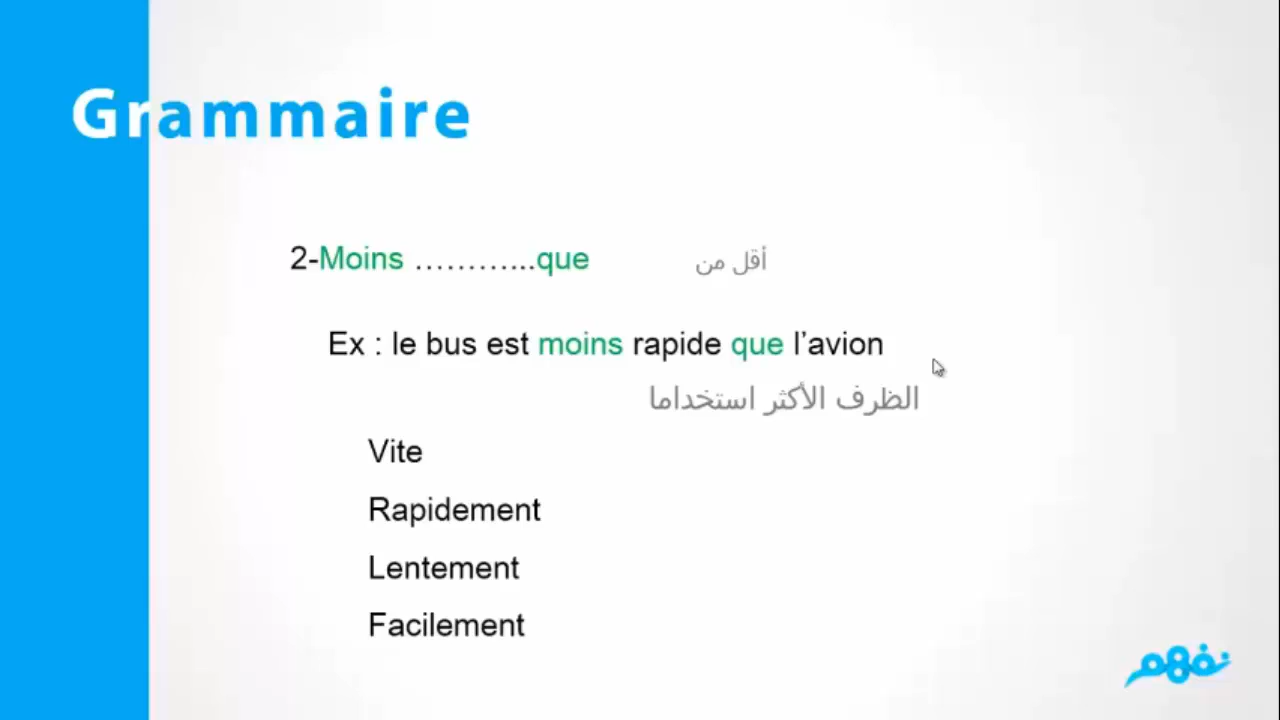 Grammaire
2-Moins …………..que أقل من
Ex : le bus est moins rapide que l’avion
الظرف الأكثر استخداما
Vite
Rapidement
Lentement
Facilement
نفهم